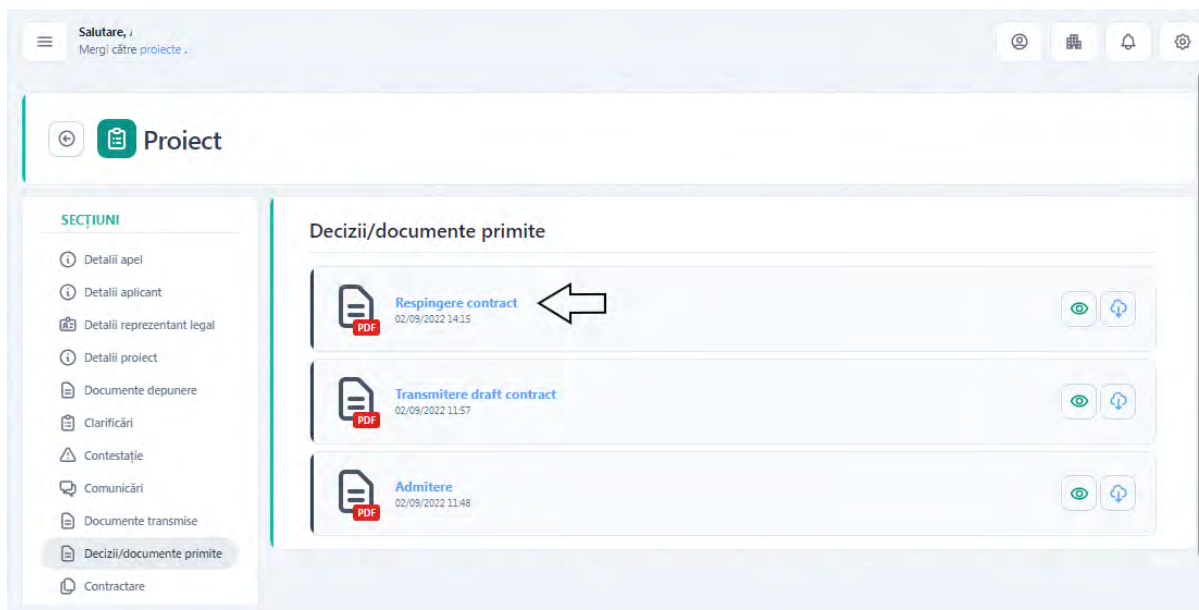 Salutare,
Mergi către proiecte .
Proiect
SECȚIUNI
Detalii apel
Detalii aplicant
Detalii reprezentant legal
Detalii proiect
Documente depunere
Clarificări
Contestație
Comunicări
Documente transmise
Decizii/documente primite
Contractare
Decizii/documente primite
PDF
Respingere contract
02/09/2022 14:15
PDF
Transmitere draft contract
02/09/2022 11:57
PDF
Admitere
02/09/2022 11:48